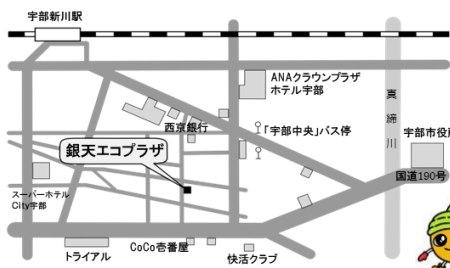 宇部新川駅
ANAクラウンプラザ
ホテル宇部
真締川
西京銀行
「宇部中央」バス停
宇部市役所
銀天エコプラザ
国道190号
スーパーホテル
City宇部
CoCo壱番屋
トライアル
快活クラブ